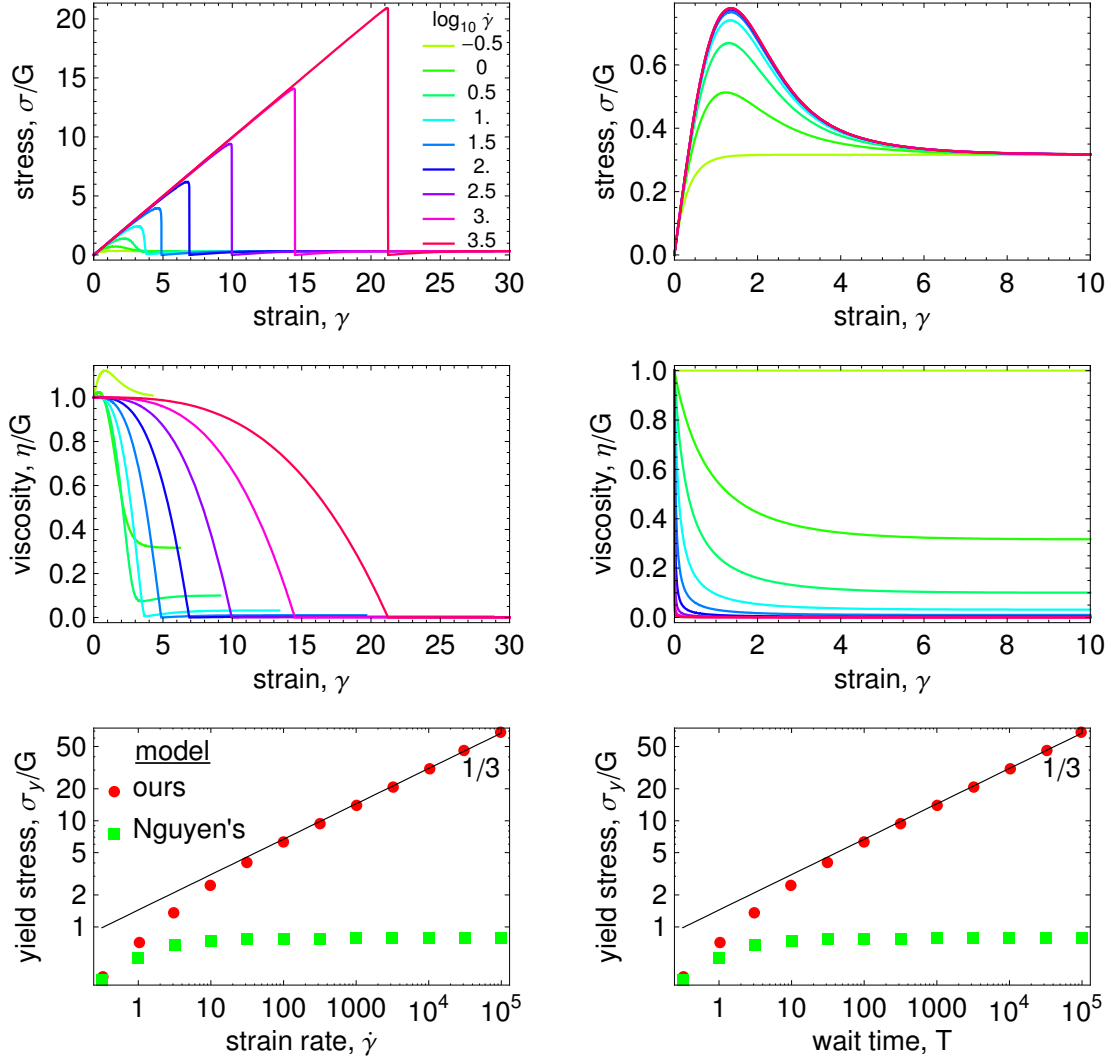 log₁₀ γ̇
−0.5
0
0.5
1.
1.5
2.
2.5
3.
3.5
stress, σ/G
20
15
10
5
0
0 5 10 15 20 25 30
strain, γ
stress, σ/G
0.6
0.4
0.2
0.0
0 2 4 6 8 10
strain, γ
viscosity, η/G
1.0
0.8
0.6
0.4
0.2
0.0
0 5 10 15 20 25 30
strain, γ
viscosity, η/G
1.0
0.8
0.6
0.4
0.2
0.0
0 2 4 6 8 10
strain, γ
yield stress, σy/G
50
20
10
5
2
1
model
ours
Nguyen's
1/3
1 10 100 1000 10⁴ 10⁵
strain rate, γ̇
yield stress, σy/G
50
20
10
5
2
1
1/3
1 10 100 1000 10⁴ 10⁵
wait time, T